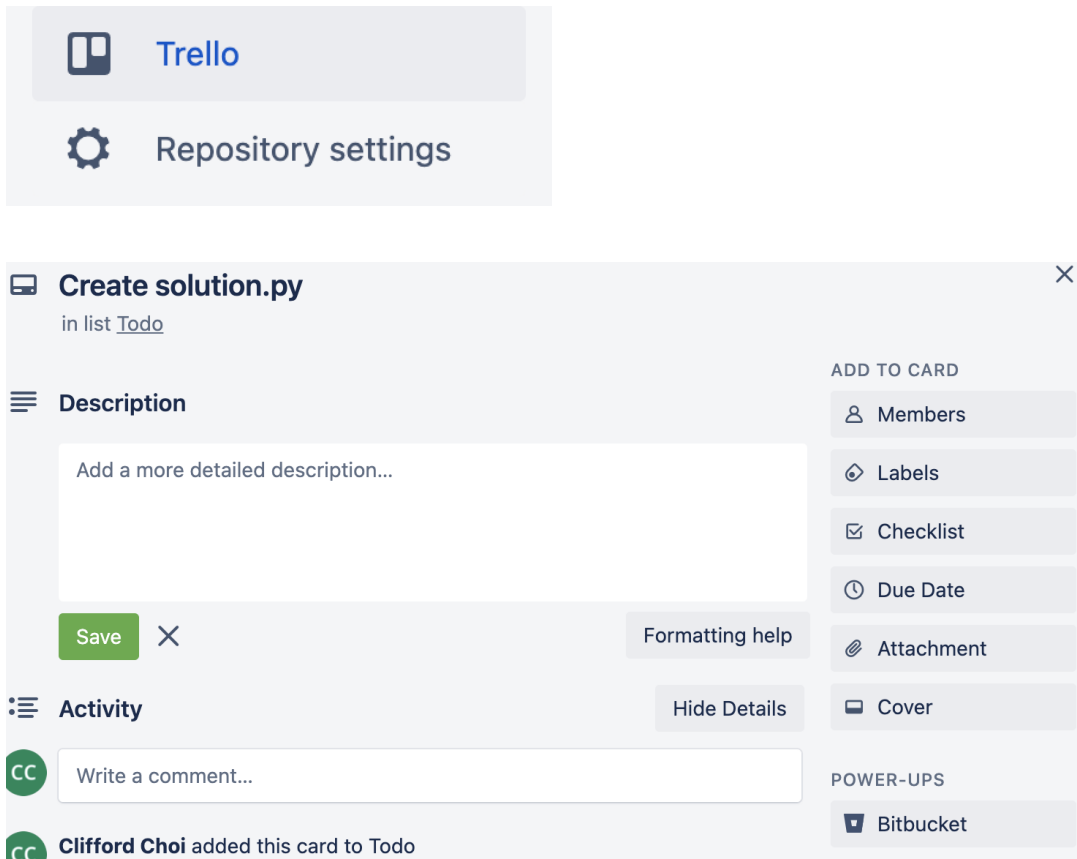 Trello
Repository settings
Create solution.py
in list Todo
ADD TO CARD
Members
Description
Add a more detailed description...
Labels
Checklist
Due Date
Save
Formatting help
Attachment
Activity
Hide Details
Cover
CC
Write a comment...
POWER-UPS
Bitbucket
CC
Clifford Choi added this card to Todo